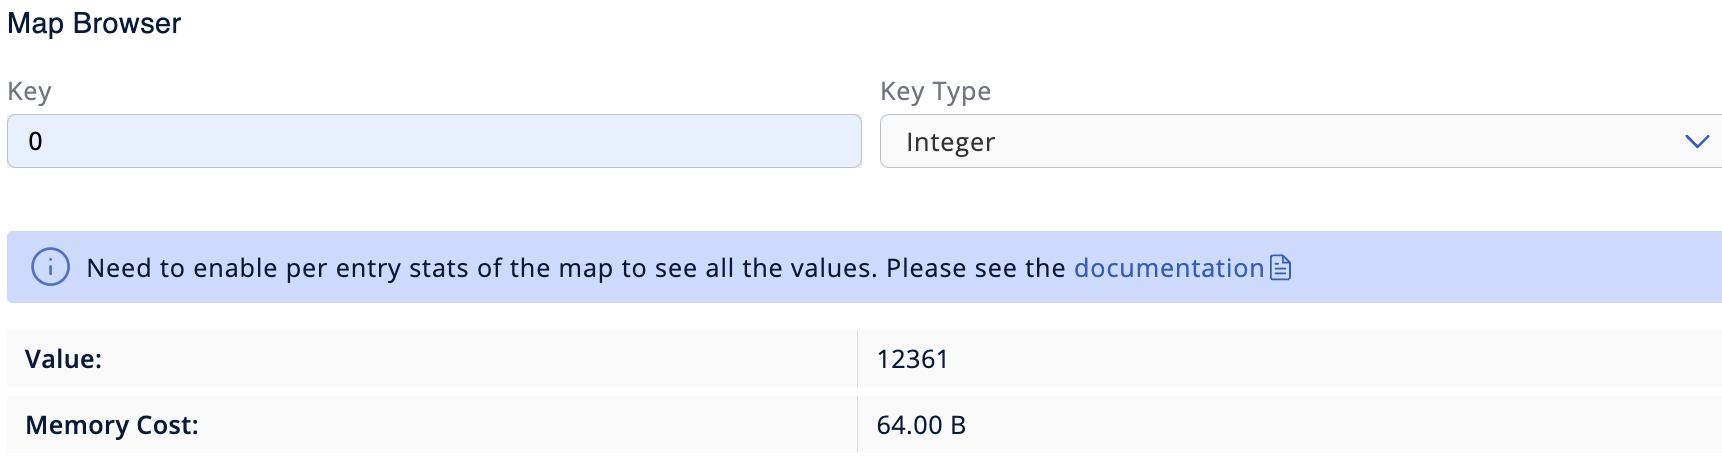 Map Browser
Key
Key Type
0
Integer
Need to enable per entry stats of the map to see all the values. Please see the documentation
Value:
12361
Memory Cost:
64.00 B